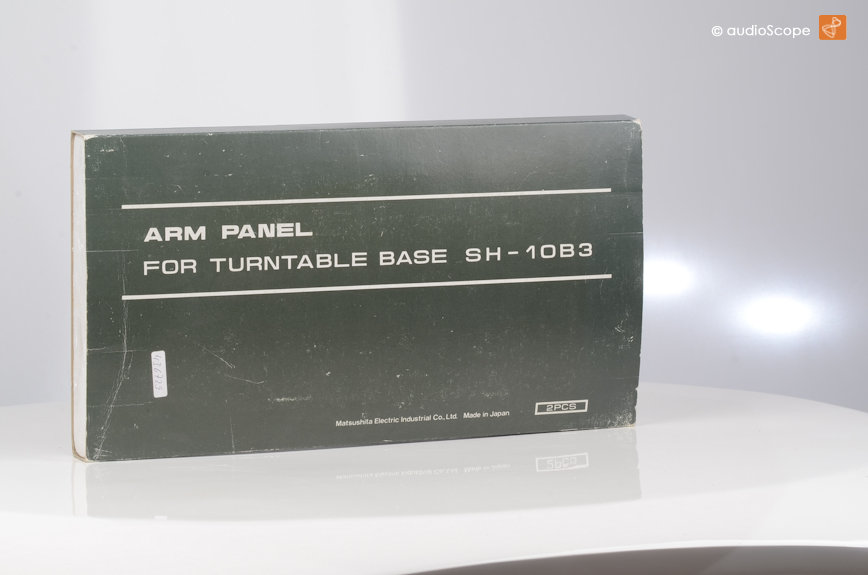 © audioScope
ARM PANEL
FOR TURNTABLE BASE SH-10B3
Matsushita Electric Industrial Co., Ltd. Made in Japan
2PCS